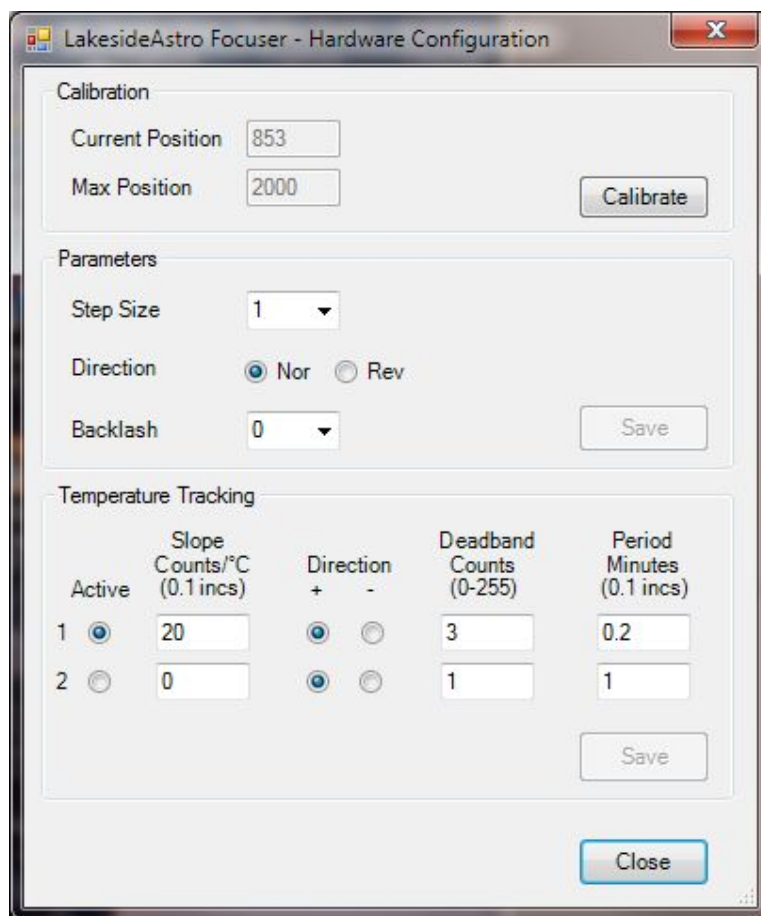 LakesideAstro Focuser - Hardware Configuration
Calibration
Current Position 853
Max Position 2000
Calibrate
Parameters
Step Size 1
Direction Nor Rev
Backlash 0
Save
Temperature Tracking
Slope Deadband Period
Counts/°C Direction Counts Minutes
Active (0.1 incs) + - (0-255) (0.1 incs)
1 20 3 0.2
2 0 1 1
Save
Close